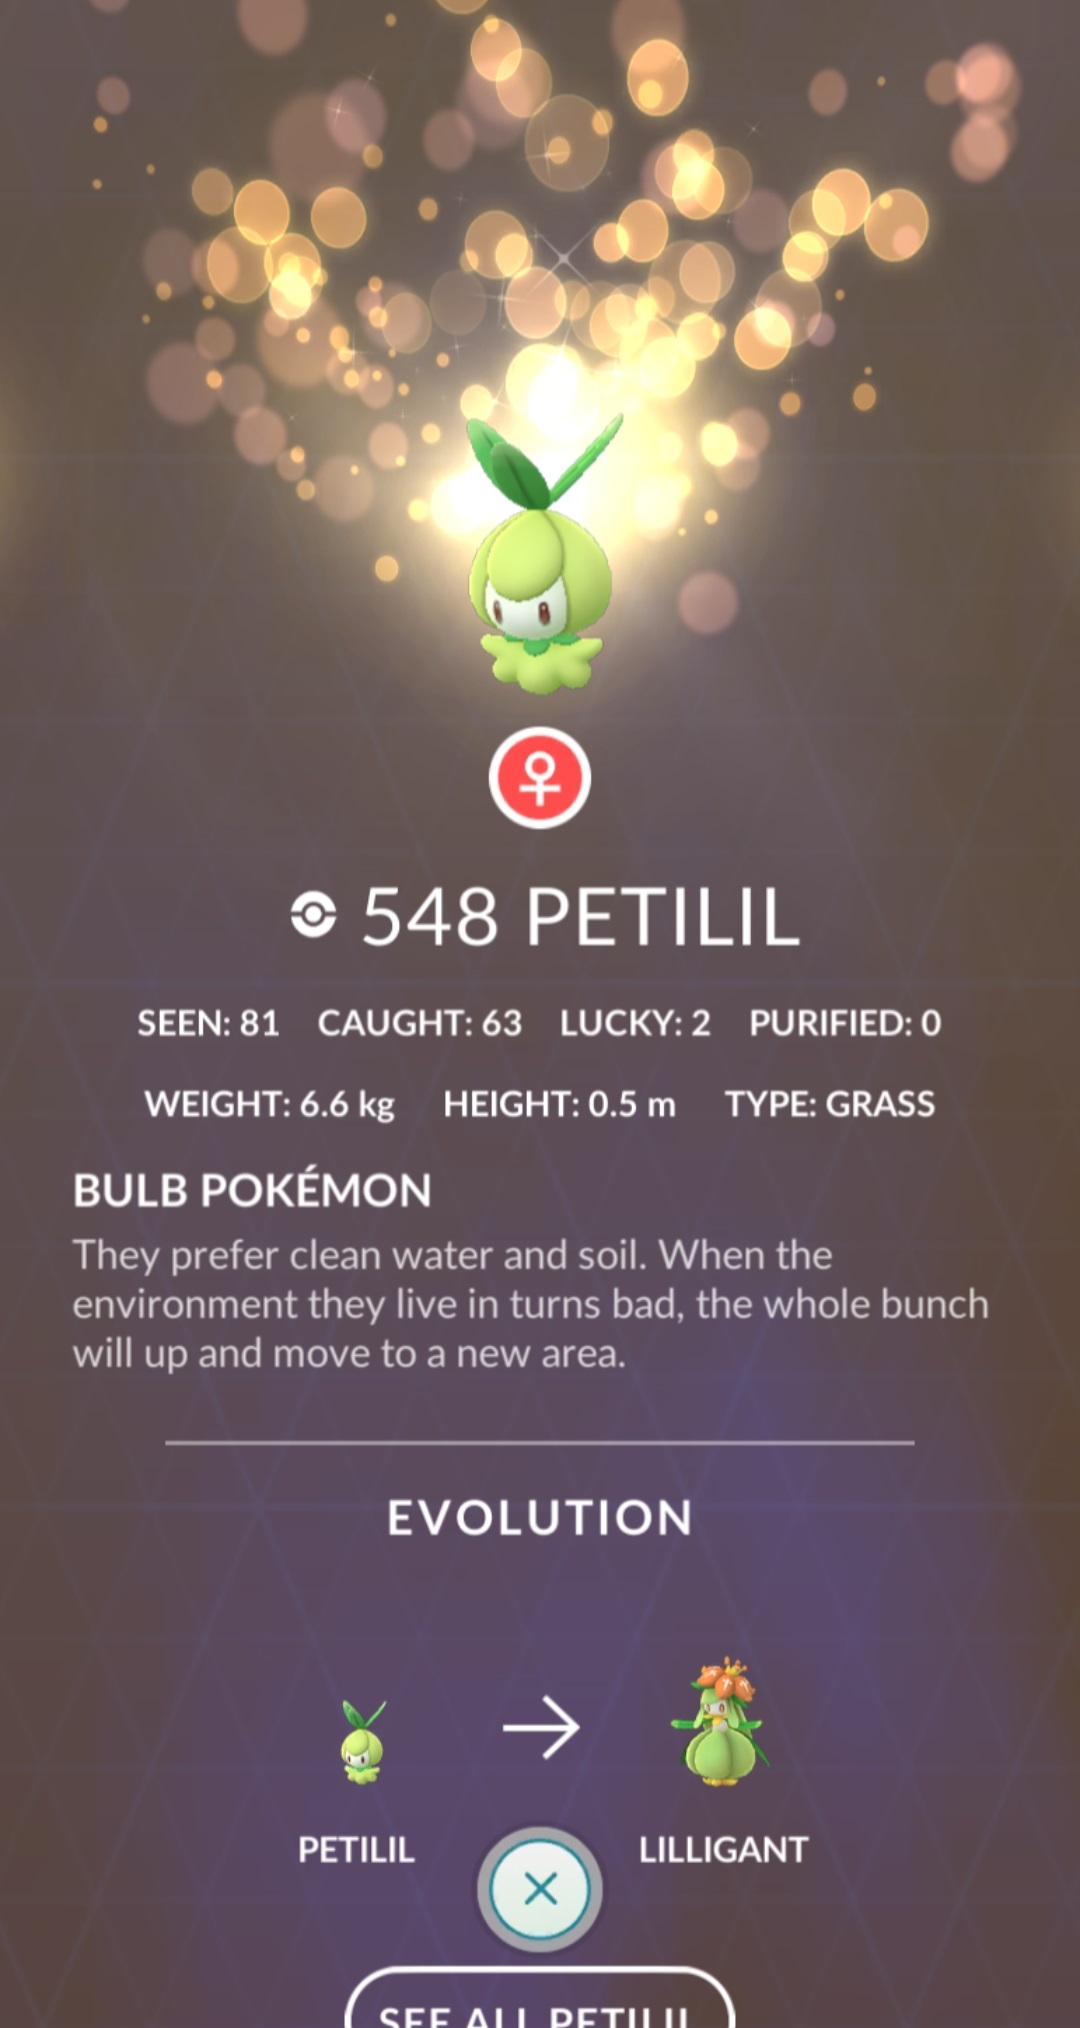 548 PETILIL
SEEN: 81 CAUGHT: 63 LUCKY: 2 PURIFIED: 0
WEIGHT: 6.6 kg HEIGHT: 0.5 m TYPE: GRASS
BULB POKÉMON
They prefer clean water and soil. When the
environment they live in turns bad, the whole bunch
will up and move to a new area.
EVOLUTION
PETILIL LILLIGANT
SEE ALL PETILIL